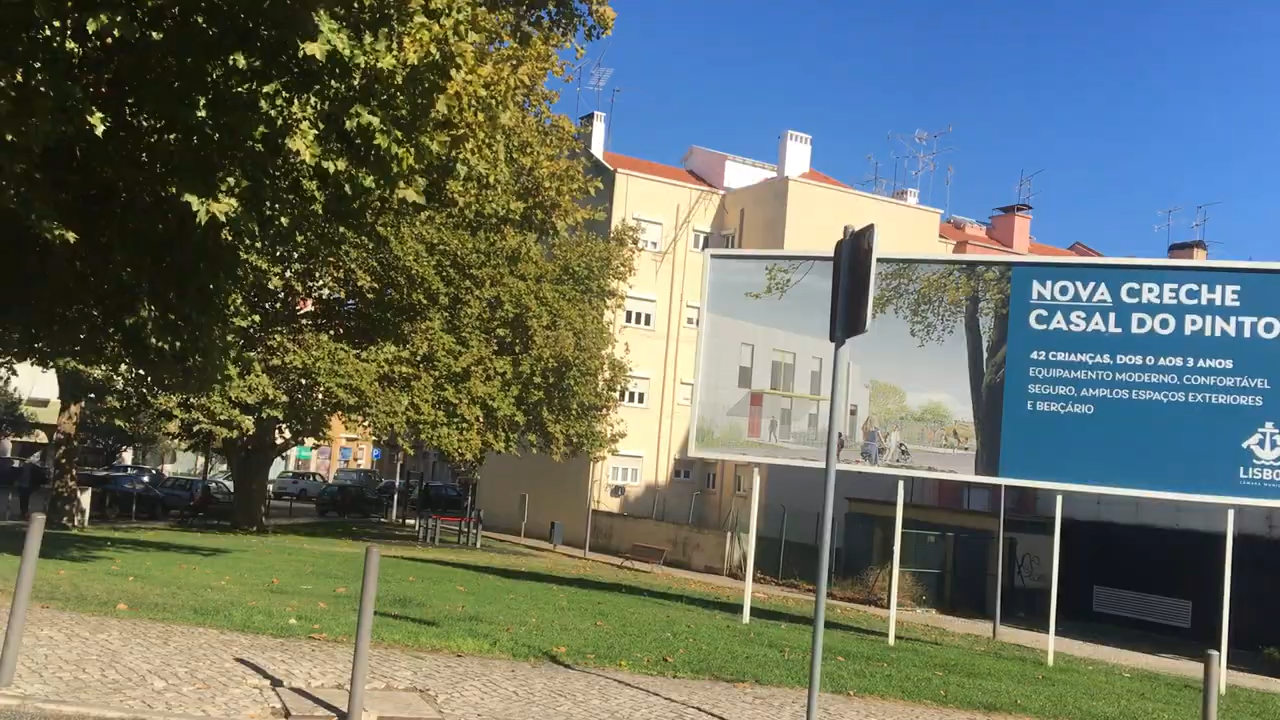 NOVA CRECHE
CASAL DO PINTO
42 CRIANÇAS, DOS 0 AOS 3 ANOS
EQUIPAMENTO MODERNO, CONFORTÁVEL
SEGURO, AMPLOS ESPAÇOS EXTERIORES
E BERÇÁRIO
LISBO